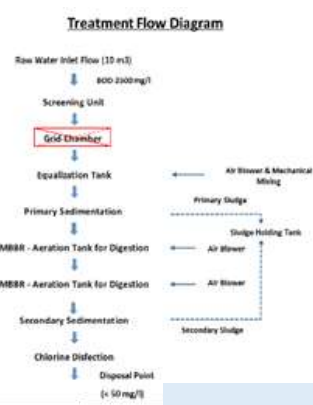 Treatment Flow Diagram
Raw Water Inlet Flow (10 m3)
BOD 2500 mg/l
Screening Unit
Grid Chamber
Equalization Tank
Air Blower & Mechanical
Mixing
Primary Sludge
Primary Sedimentation
Sludge Holding Tank
MBBR - Aeration Tank for Digestion
Air Blower
MBBR - Aeration Tank for Digestion
Air Blower
Secondary Sedimentation
Secondary Sludge
Chlorine Disfection
Disposal Point
(< 50 mg/l)